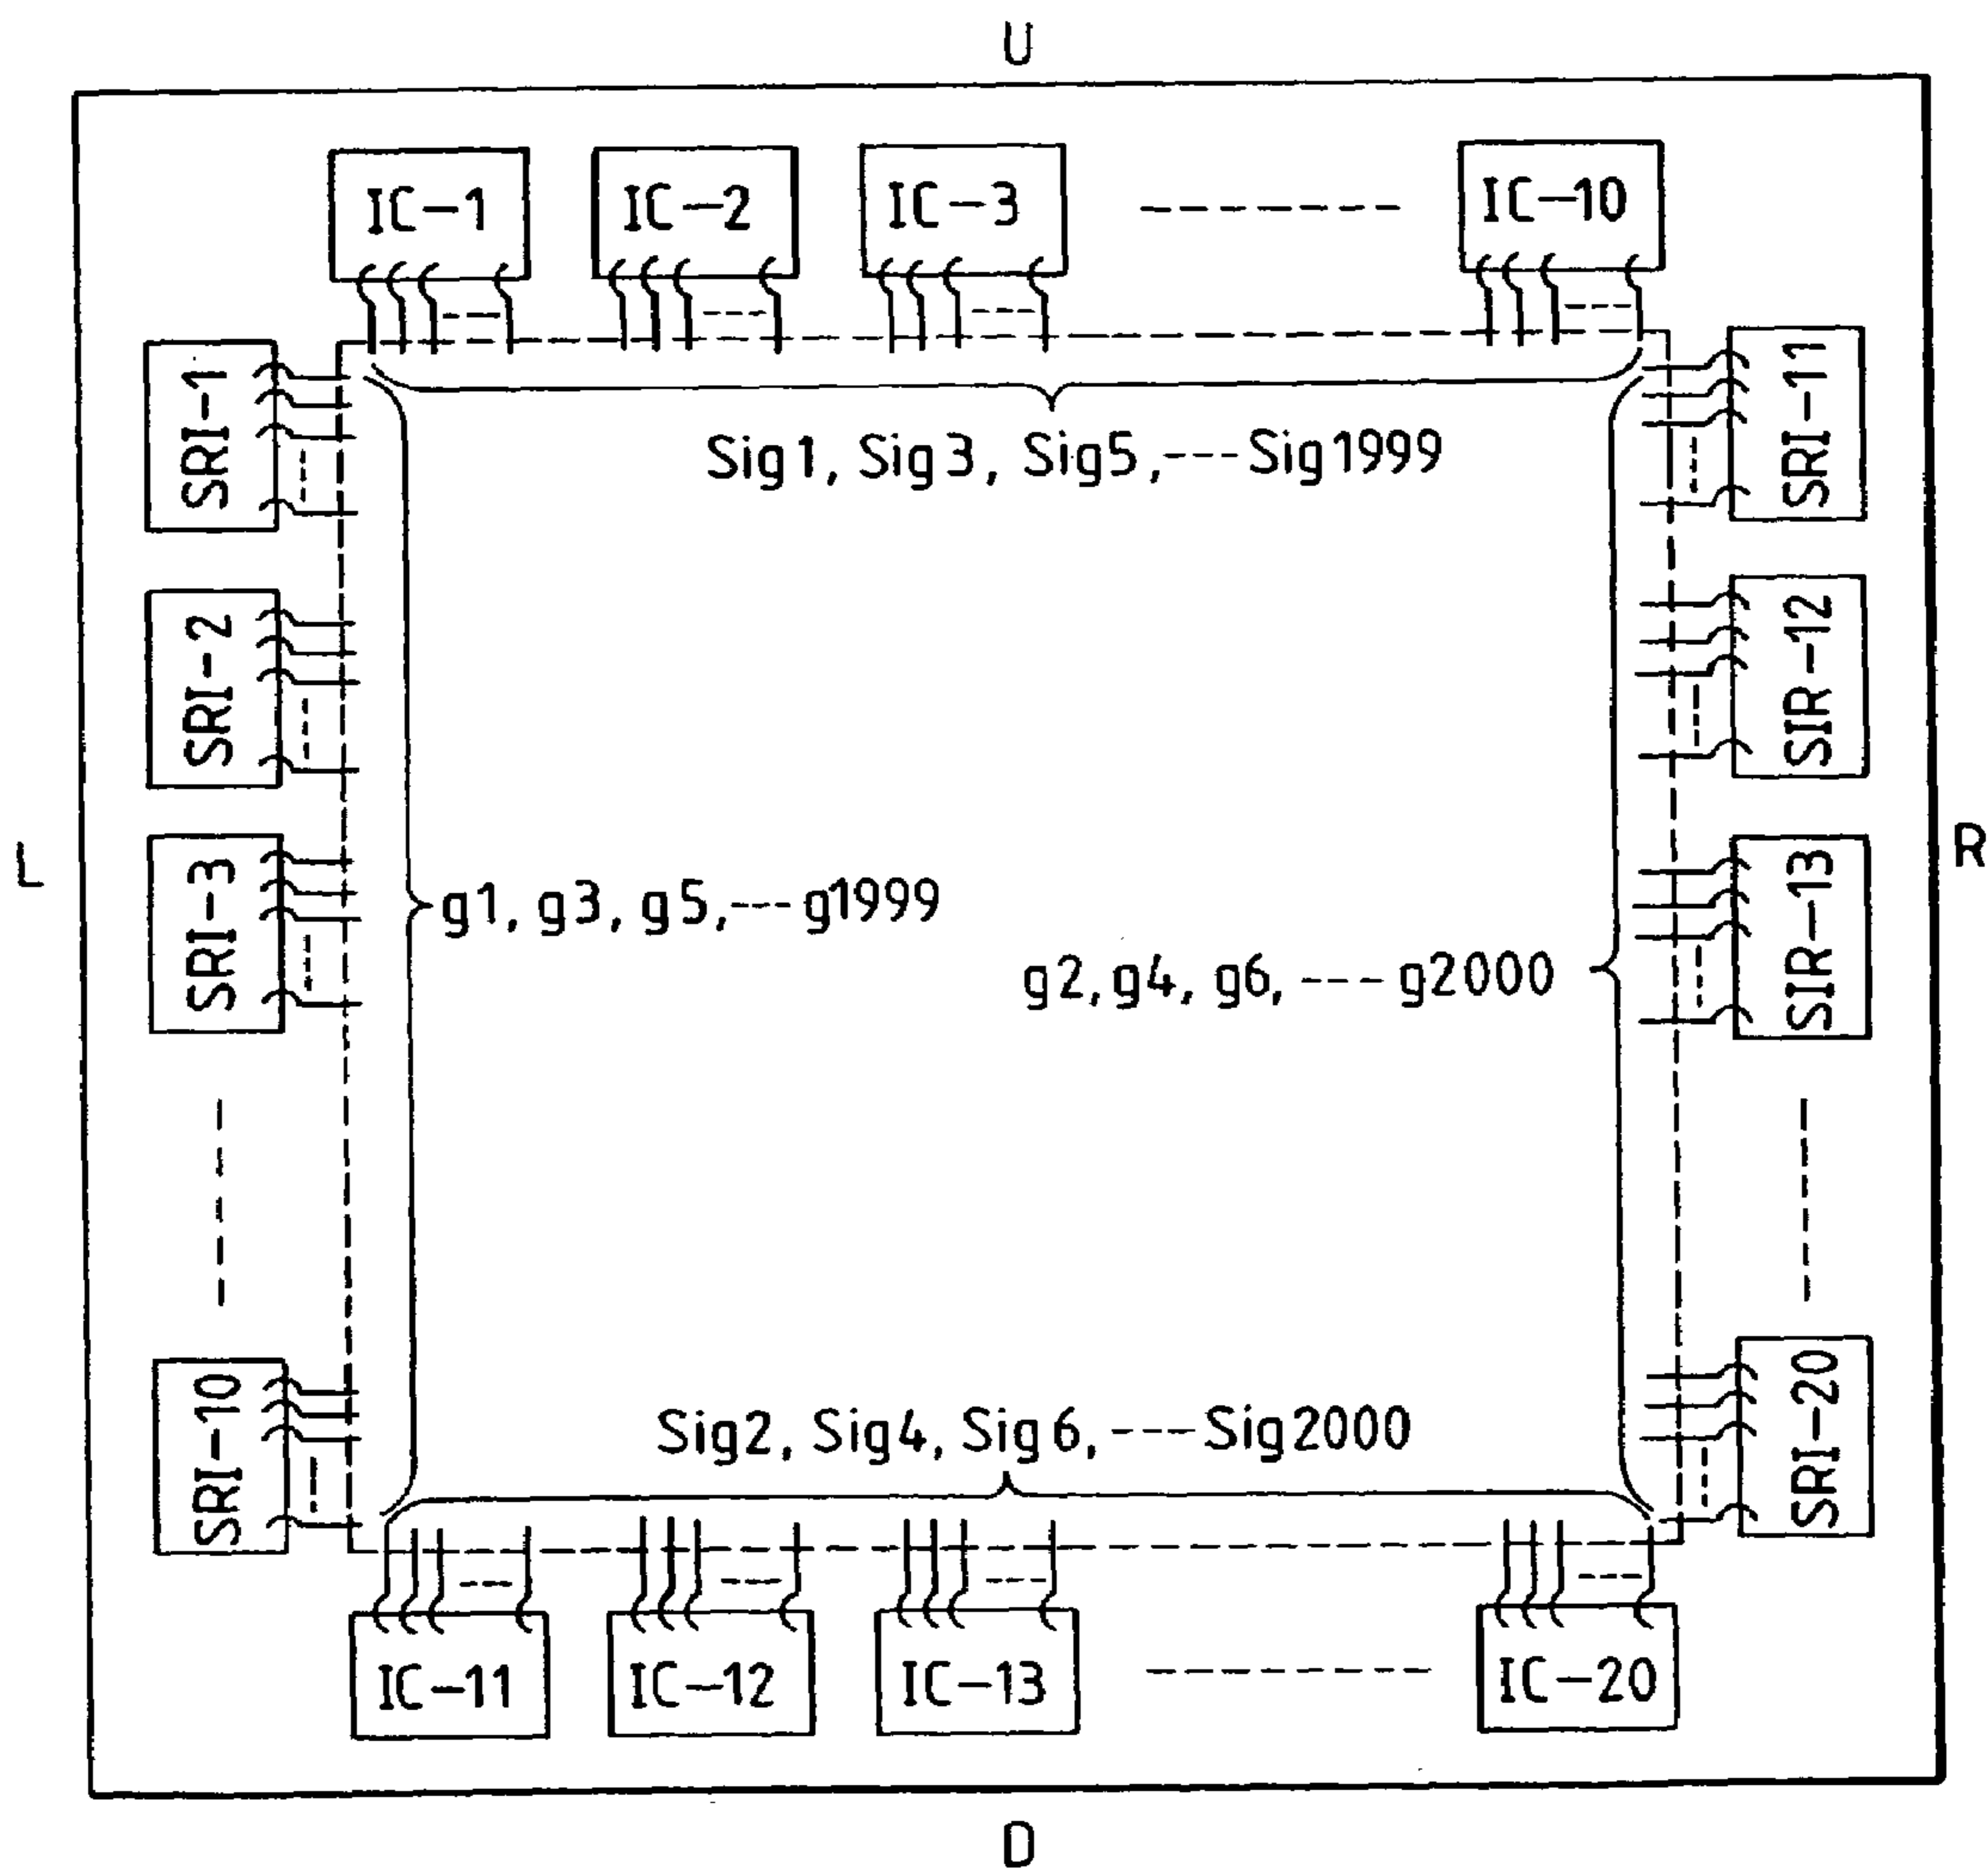 U
IC-1
IC-2
IC-3
IC-10
SRI-1
SRI-11
Sig1, Sig3, Sig5,---Sig1999
SRI-2
SIR-12
L
R
SRI-3
g1, g3, g5,---g1999
SIR-13
g2, g4, g6, ---g2000
SRI-10
Sig2, Sig4, Sig6,---Sig2000
SRI-20
IC-11
IC-12
IC-13
IC-20
D